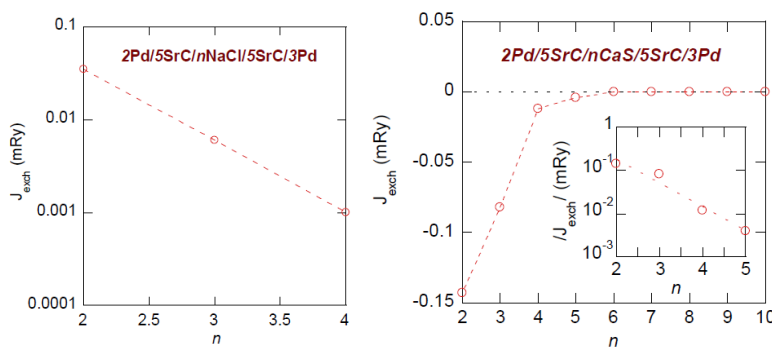 2Pd/5SrC/nNaCl/5SrC/3Pd
J_exch (mRy)
0.1
0.01
0.001
0.0001
2
2.5
3
3.5
4
n
2Pd/5SrC/nCaS/5SrC/3Pd
J_exch (mRy)
0.05
0
-0.05
-0.1
-0.15
2 3 4 5 6 7 8 9 10
n
/J_exch/ (mRy)
1
10^-1
10^-2
10^-3
2 3 4 5
n